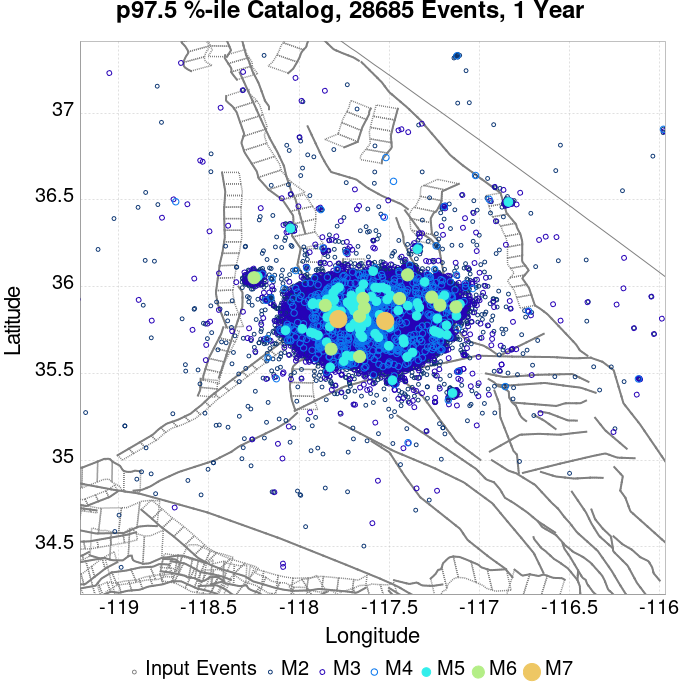 p97.5 %-ile Catalog, 28685 Events, 1 Year
37
36.5
36
35.5
35
34.5
Latitude
-119 -118.5 -118 -117.5 -117 -116.5 -116
Longitude
Input Events M2 M3 M4 M5 M6 M7